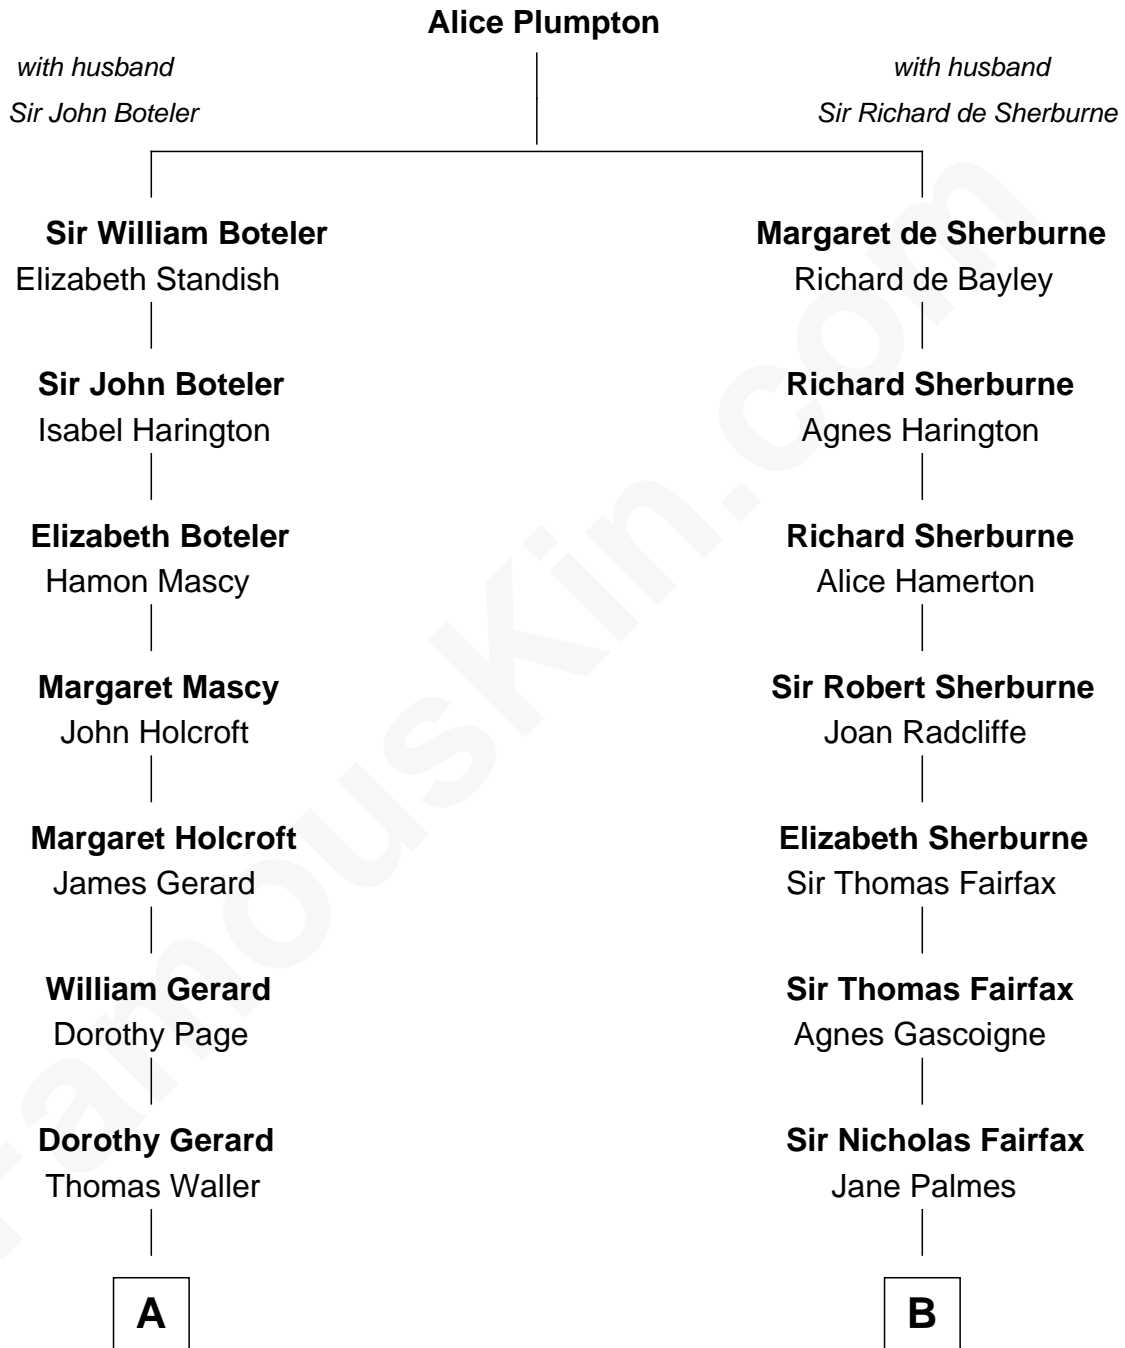 Alice Plumpton
with husband
Sir John Boteler
with husband
Sir Richard de Sherburne
Sir William Boteler
Elizabeth Standish
Margaret de Sherburne
Richard de Bayley
Sir John Boteler
Isabel Harington
Richard Sherburne
Agnes Harington
Elizabeth Boteler
Hamon Mascy
Richard Sherburne
Alice Hamerton
Margaret Mascy
John Holcroft
Sir Robert Sherburne
Joan Radcliffe
Margaret Holcroft
James Gerard
Elizabeth Sherburne
Sir Thomas Fairfax
William Gerard
Dorothy Page
Sir Thomas Fairfax
Agnes Gascoigne
Dorothy Gerard
Thomas Waller
Sir Nicholas Fairfax
Jane Palmes
A
B
FamousKin.com